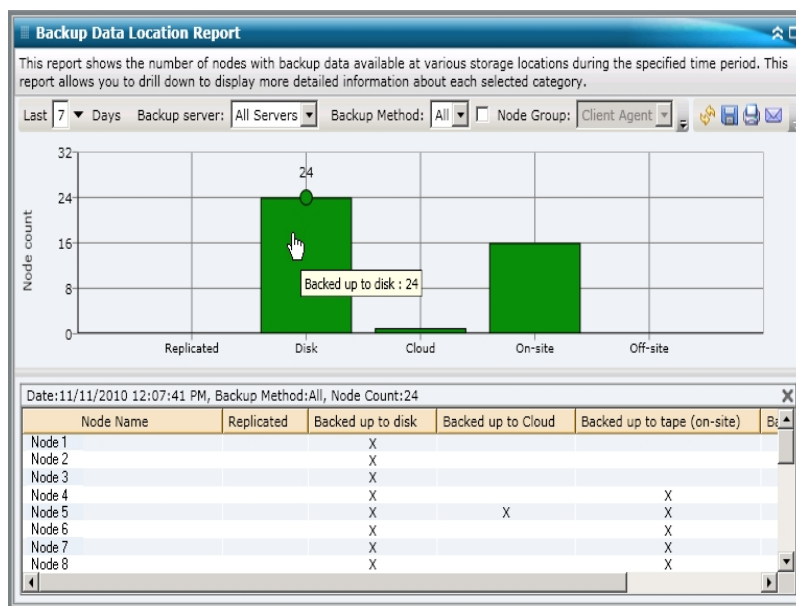 Backup Data Location Report
This report shows the number of nodes with backup data available at various storage locations during the specified time period. This
report allows you to drill down to display more detailed information about each selected category.
Last 7 Days Backup server: All Servers Backup Method: All Node Group: Client Agent
32
24
24
16
8
0
Node count
Backed up to disk : 24
Replicated Disk Cloud On-site Off-site
Date:11/11/2010 12:07:41 PM, Backup Method:All, Node Count:24
Node Name Replicated Backed up to disk Backed up to Cloud Backed up to tape (on-site)
Node 1 X
Node 2 X
Node 3 X
Node 4 X X
Node 5 X X X
Node 6 X X
Node 7 X X
Node 8 X X